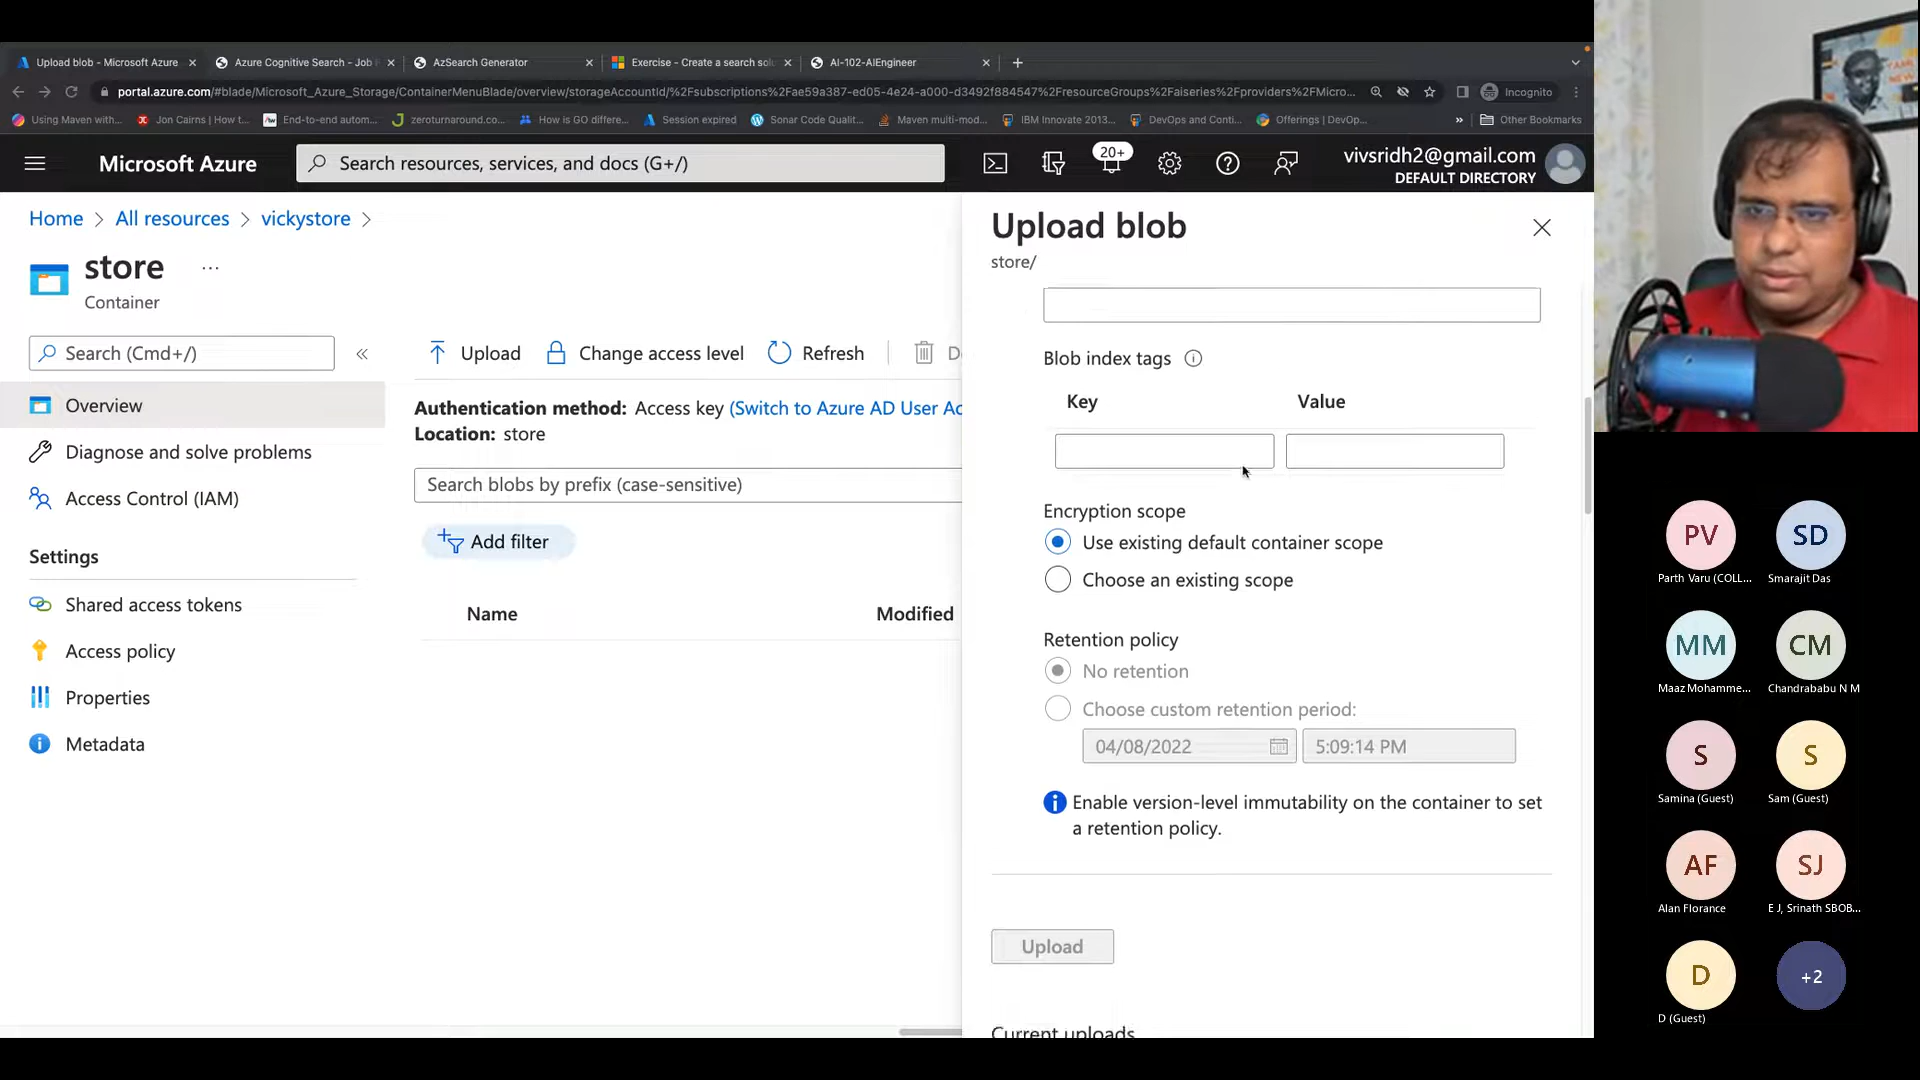 Upload blob - Microsoft Azure
Azure Cognitive Search - Job
AzSearch Generator
Exercise - Create a search solu
AI-102-AIEngineer
portal.azure.com/#blade/Microsoft_Azure_Storage/ContainerMenuBlade/overview/storageAccountId/%2Fsubscriptions%2Fae59a387-ed05-4e24-a000-d3492f884547%2FresourceGroups%2Faiseries%2Fproviders%2FMicro...
Incognito
Using Maven with...
Jon Cairns | How t...
End-to-end autom...
zeroturnaround.co...
How is GO differe...
Session expired
Sonar Code Qualit...
Maven multi-mod...
IBM Innovate 2013...
DevOps and Conti...
Offerings | DevOp...
»
Other Bookmarks
Microsoft Azure
Search resources, services, and docs (G+/)
20+
vivsridh2@gmail.com
DEFAULT DIRECTORY
Home > All resources > vickystore >
store ...
Container
Search (Cmd+/)
«
Overview
Diagnose and solve problems
Access Control (IAM)
Settings
Shared access tokens
Access policy
Properties
Metadata
Upload
Change access level
Refresh
D
Authentication method: Access key (Switch to Azure AD User Ac
Location: store
Search blobs by prefix (case-sensitive)
Add filter
Name
Modified
Upload blob
store/
Blob index tags
Key
Value
Encryption scope
Use existing default container scope
Choose an existing scope
Retention policy
No retention
Choose custom retention period:
04/08/2022
5:09:14 PM
Enable version-level immutability on the container to set
a retention policy.
Upload
Current uploads
PV
Parth Varu (COLL...
SD
Smarajit Das
MM
Maaz Mohamme...
CM
Chandrababu N M
S
Samina (Guest)
S
Sam (Guest)
AF
Alan Florance
SJ
E J, Srinath SBOB...
D
D (Guest)
+2